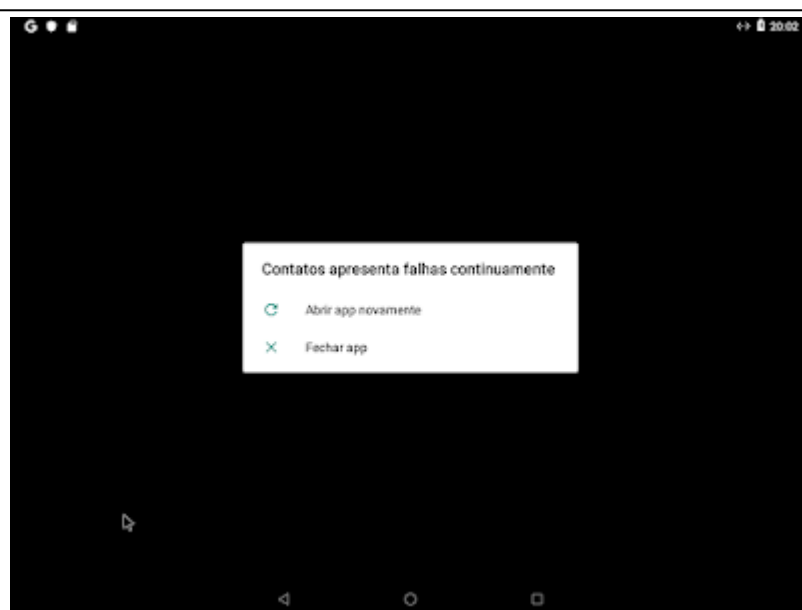 G 20:02
Contatos apresenta falhas continuamente
Abrir app novamente
Fechar app